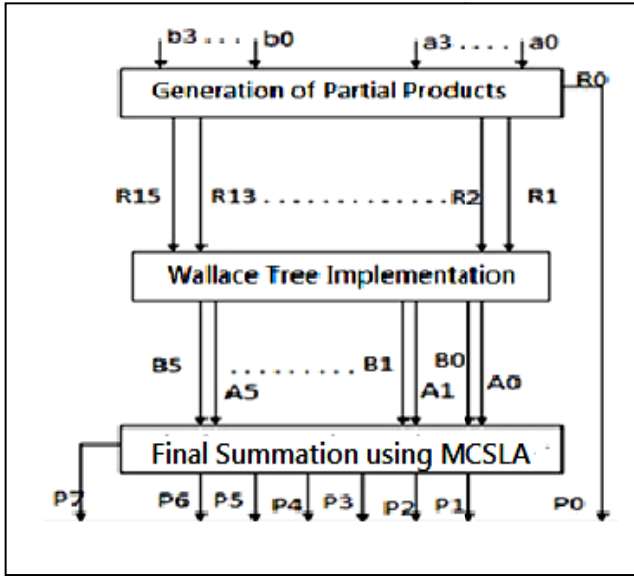 b3 . . . . b0 a3 . . . . . a0
Generation of Partial Products R0
R15 R13 . . . . . . . . . . . . . . R2 R1
Wallace Tree Implementation
B5 . . . . . . . . . B1 B0
A5 A1 A0
Final Summation using MCSLA
P7 P6 P5 P4 P3 P2 P1 P0